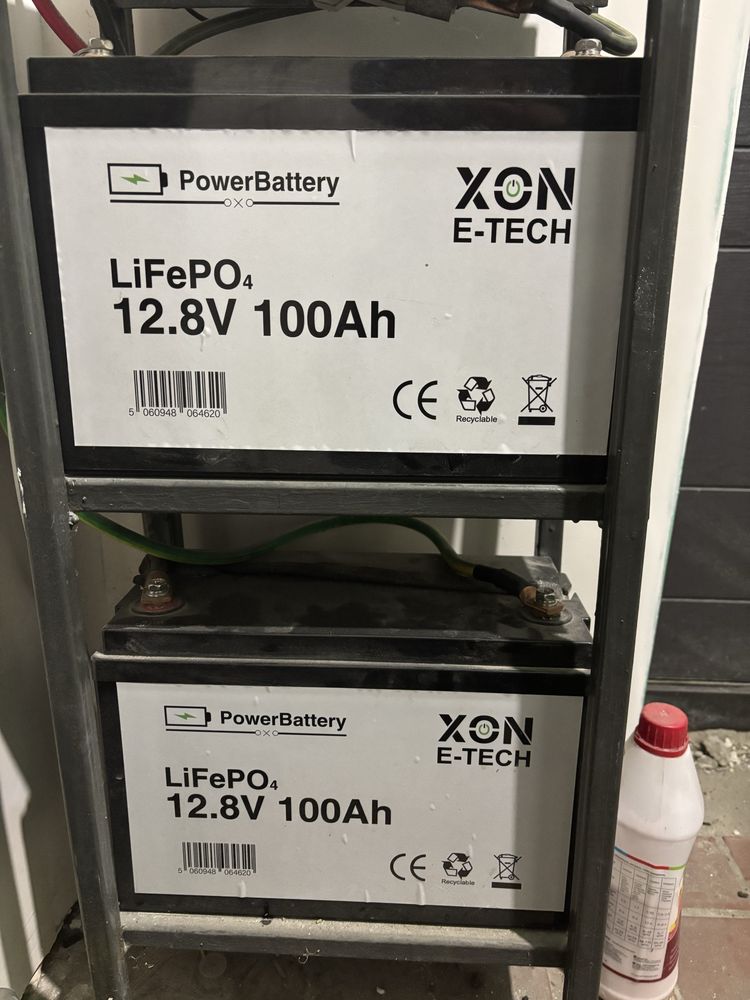 PowerBattery
XON
E-TECH
LiFePO₄
12.8V 100Ah
5 060948 064620
CE
Recyclable
PowerBattery
XON
E-TECH
LiFePO₄
12.8V 100Ah
5 060948 064620
CE
Recyclable